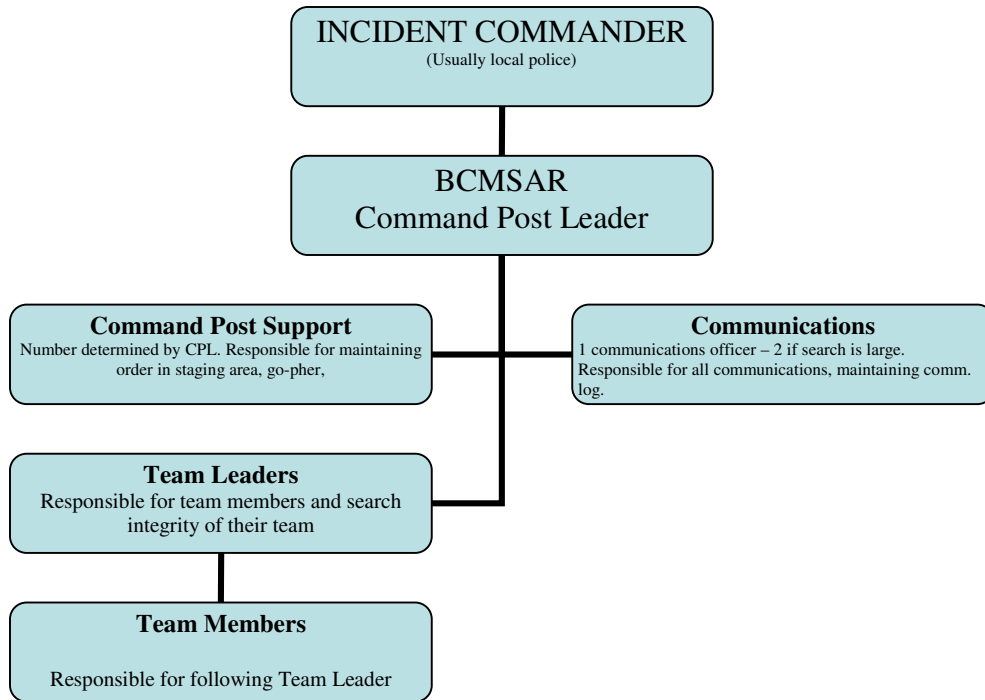 INCIDENT COMMANDER
(Usually local police)
BCMSAR
Command Post Leader
Command Post Support
Number determined by CPL. Responsible for maintaining
order in staging area, go-pher,
Communications
1 communications officer – 2 if search is large.
Responsible for all communications, maintaining comm.
log.
Team Leaders
Responsible for team members and search
integrity of their team
Team Members
Responsible for following Team Leader